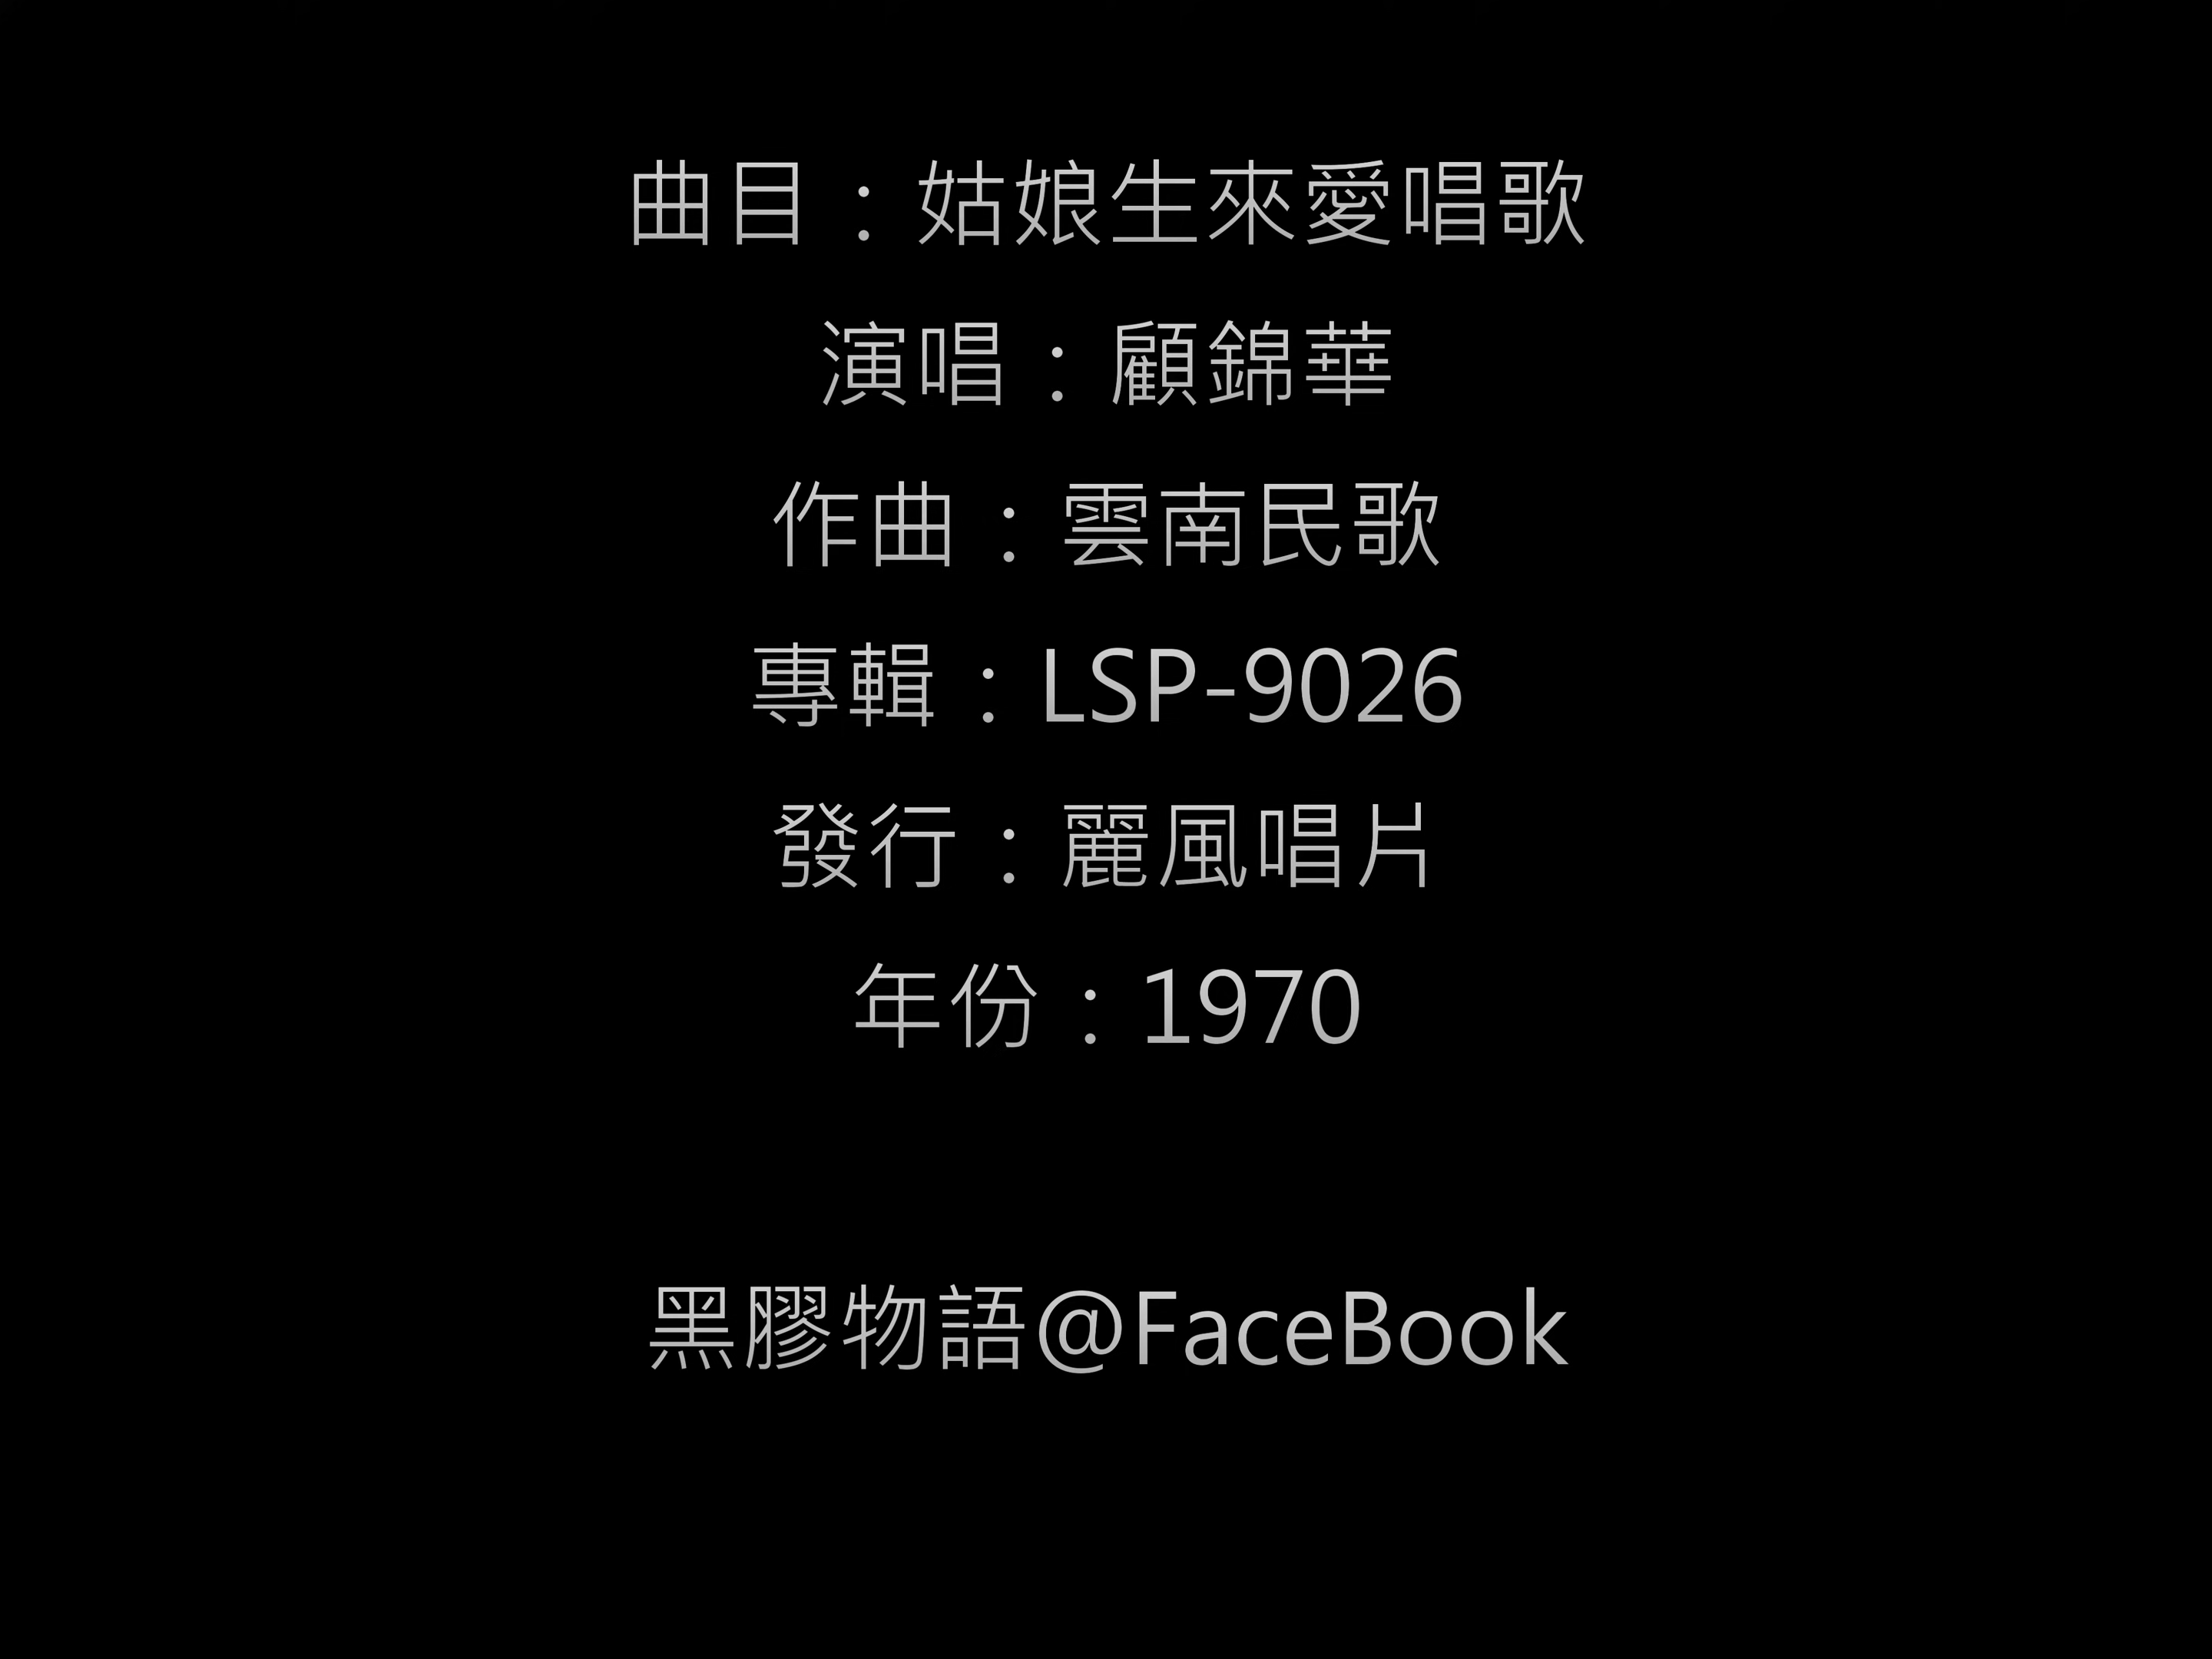 曲目：姑娘生來愛唱歌
演唱：顧錦華
作曲：雲南民歌
專輯：LSP-9026
發行：麗風唱片
年份：1970
黑膠物語@FaceBook